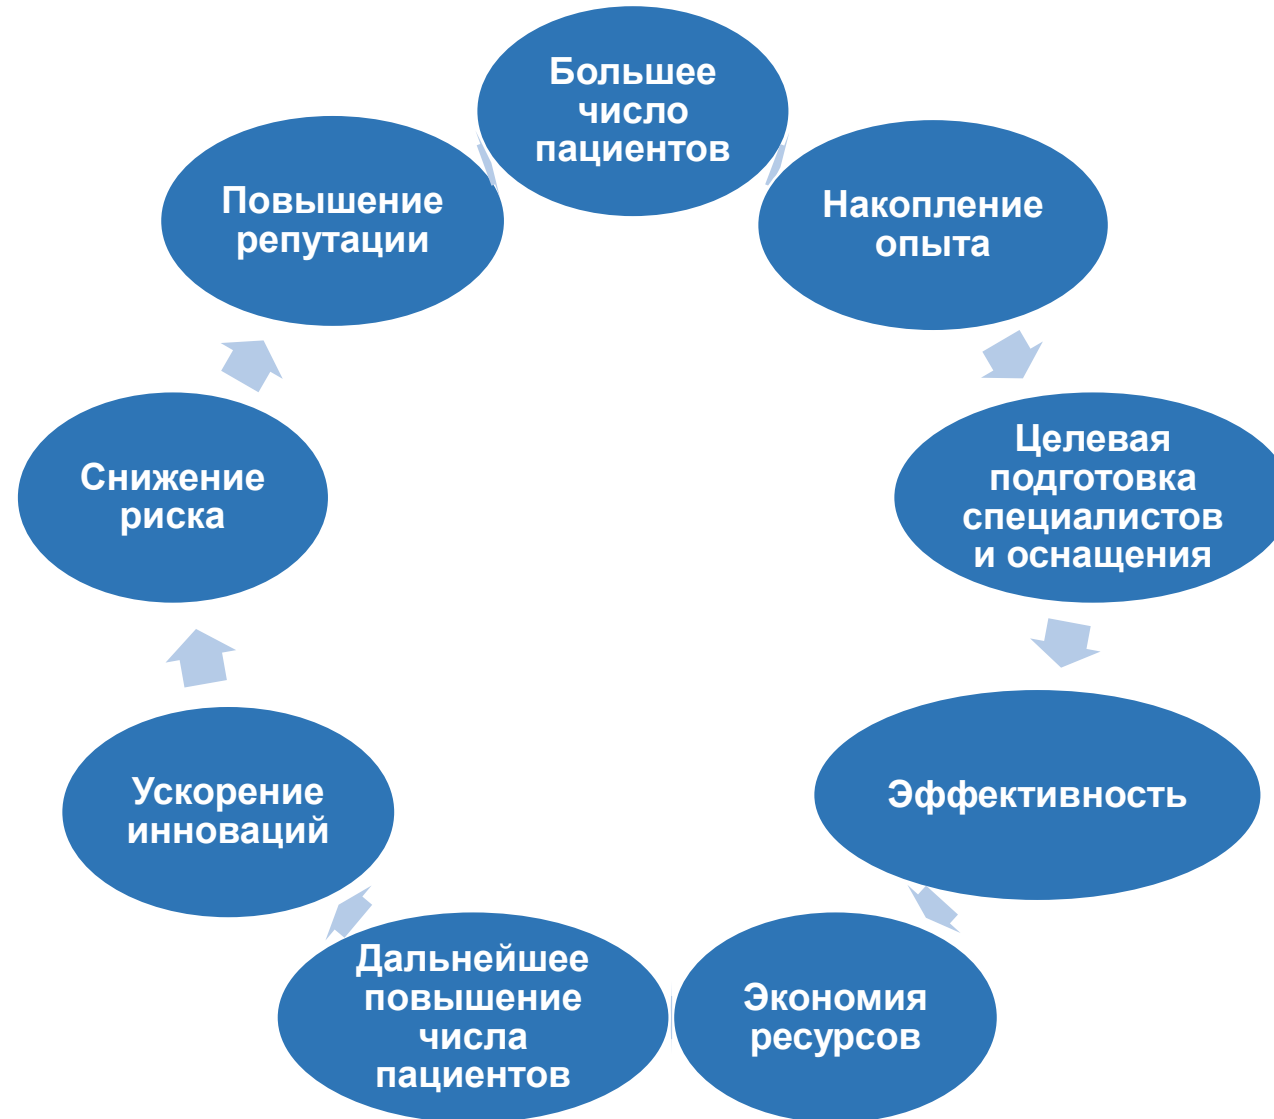 Большее
число
пациентов
Накопление
опыта
Целевая
подготовка
специалистов
и оснащения
Эффективность
Экономия
ресурсов
Дальнейшее
повышение
числа
пациентов
Ускорение
инноваций
Снижение
риска
Повышение
репутации